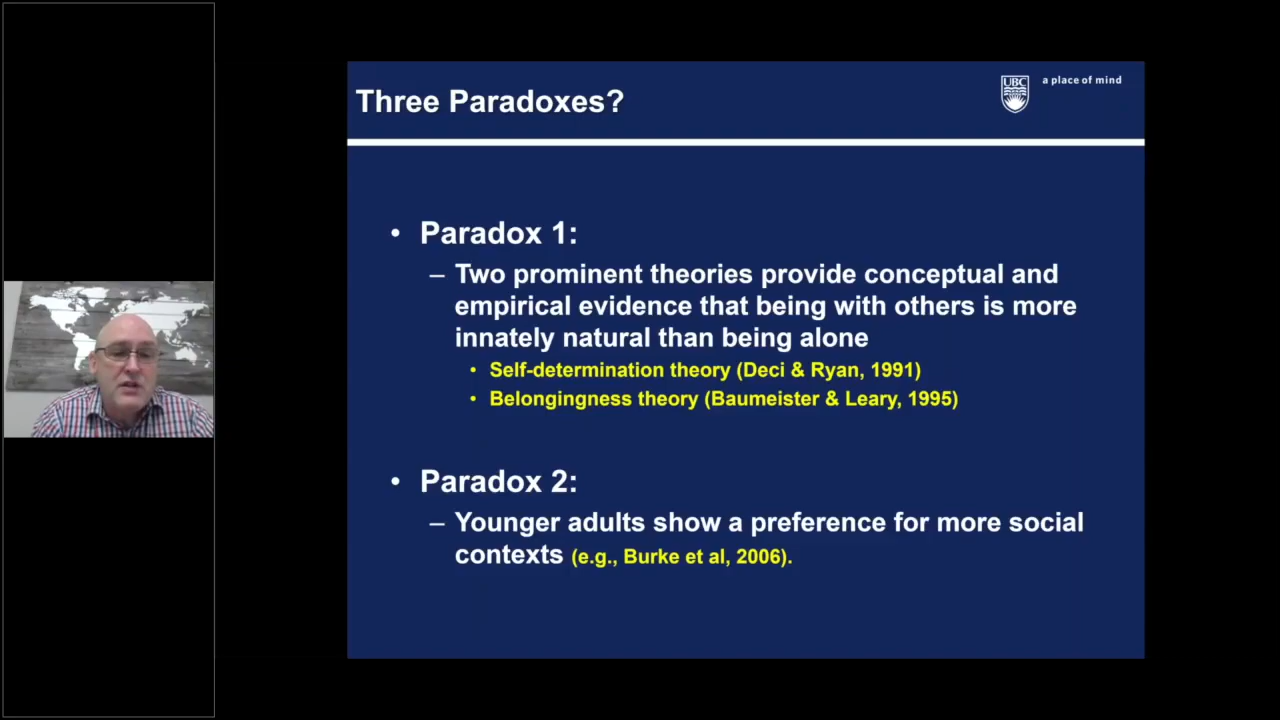 Three Paradoxes?
UBC
a place of mind
• Paradox 1:
– Two prominent theories provide conceptual and
empirical evidence that being with others is more
innately natural than being alone
• Self-determination theory (Deci & Ryan, 1991)
• Belongingness theory (Baumeister & Leary, 1995)
• Paradox 2:
– Younger adults show a preference for more social
contexts (e.g., Burke et al, 2006).